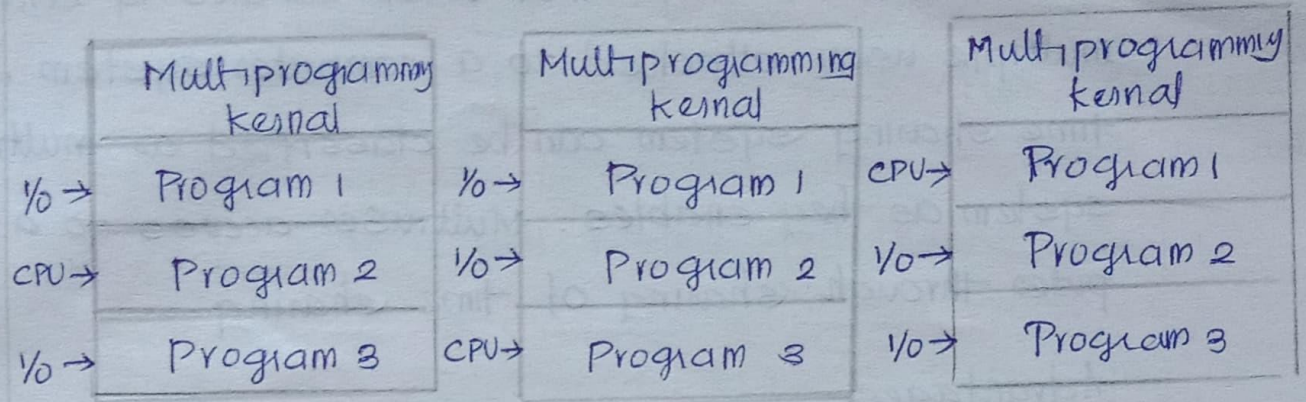 Multiprogramming
kernal
I/O → Program 1
CPU → Program 2
I/O → Program 3
Multiprogramming
kernal
I/O → Program 1
I/O → Program 2
CPU → Program 3
Multiprogramming
kernal
CPU → Program 1
I/O → Program 2
I/O → Program 3